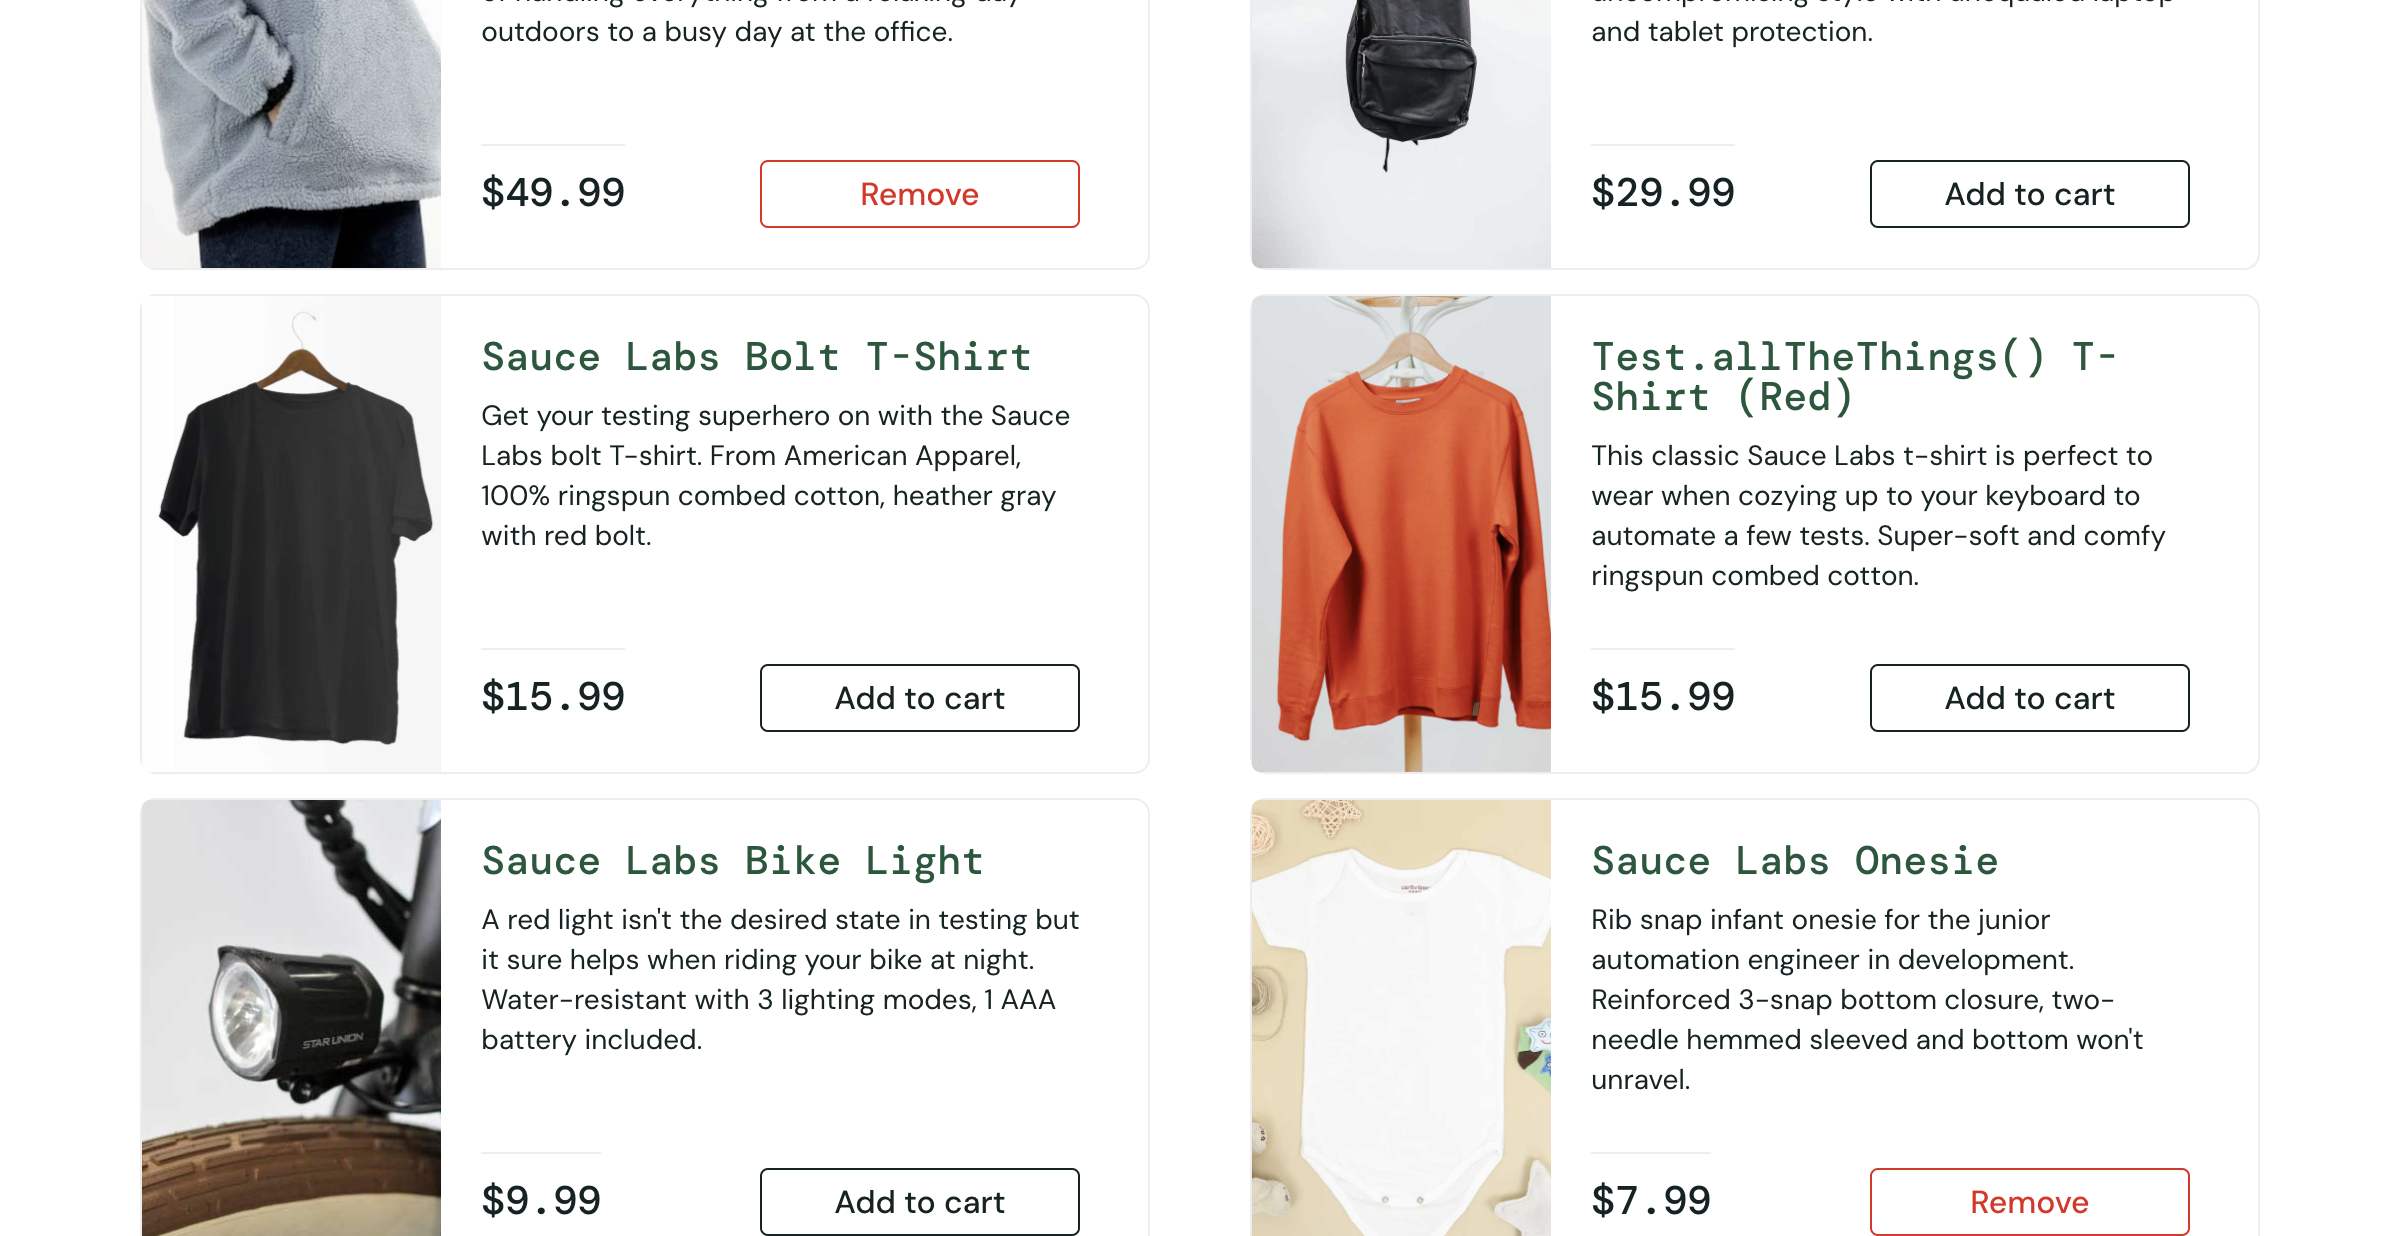 outdoors to a busy day at the office.
$49.99
Remove
and tablet protection.
$29.99
Add to cart
Sauce Labs Bolt T-Shirt
Get your testing superhero on with the Sauce
Labs bolt T-shirt. From American Apparel,
100% ringspun combed cotton, heather gray
with red bolt.
$15.99
Add to cart
Test.allTheThings() T-
Shirt (Red)
This classic Sauce Labs t-shirt is perfect to
wear when cozying up to your keyboard to
automate a few tests. Super-soft and comfy
ringspun combed cotton.
$15.99
Add to cart
STAR UNION
Sauce Labs Bike Light
A red light isn't the desired state in testing but
it sure helps when riding your bike at night.
Water-resistant with 3 lighting modes, 1 AAA
battery included.
$9.99
Add to cart
Sauce Labs Onesie
Rib snap infant onesie for the junior
automation engineer in development.
Reinforced 3-snap bottom closure, two-
needle hemmed sleeved and bottom won't
unravel.
$7.99
Remove